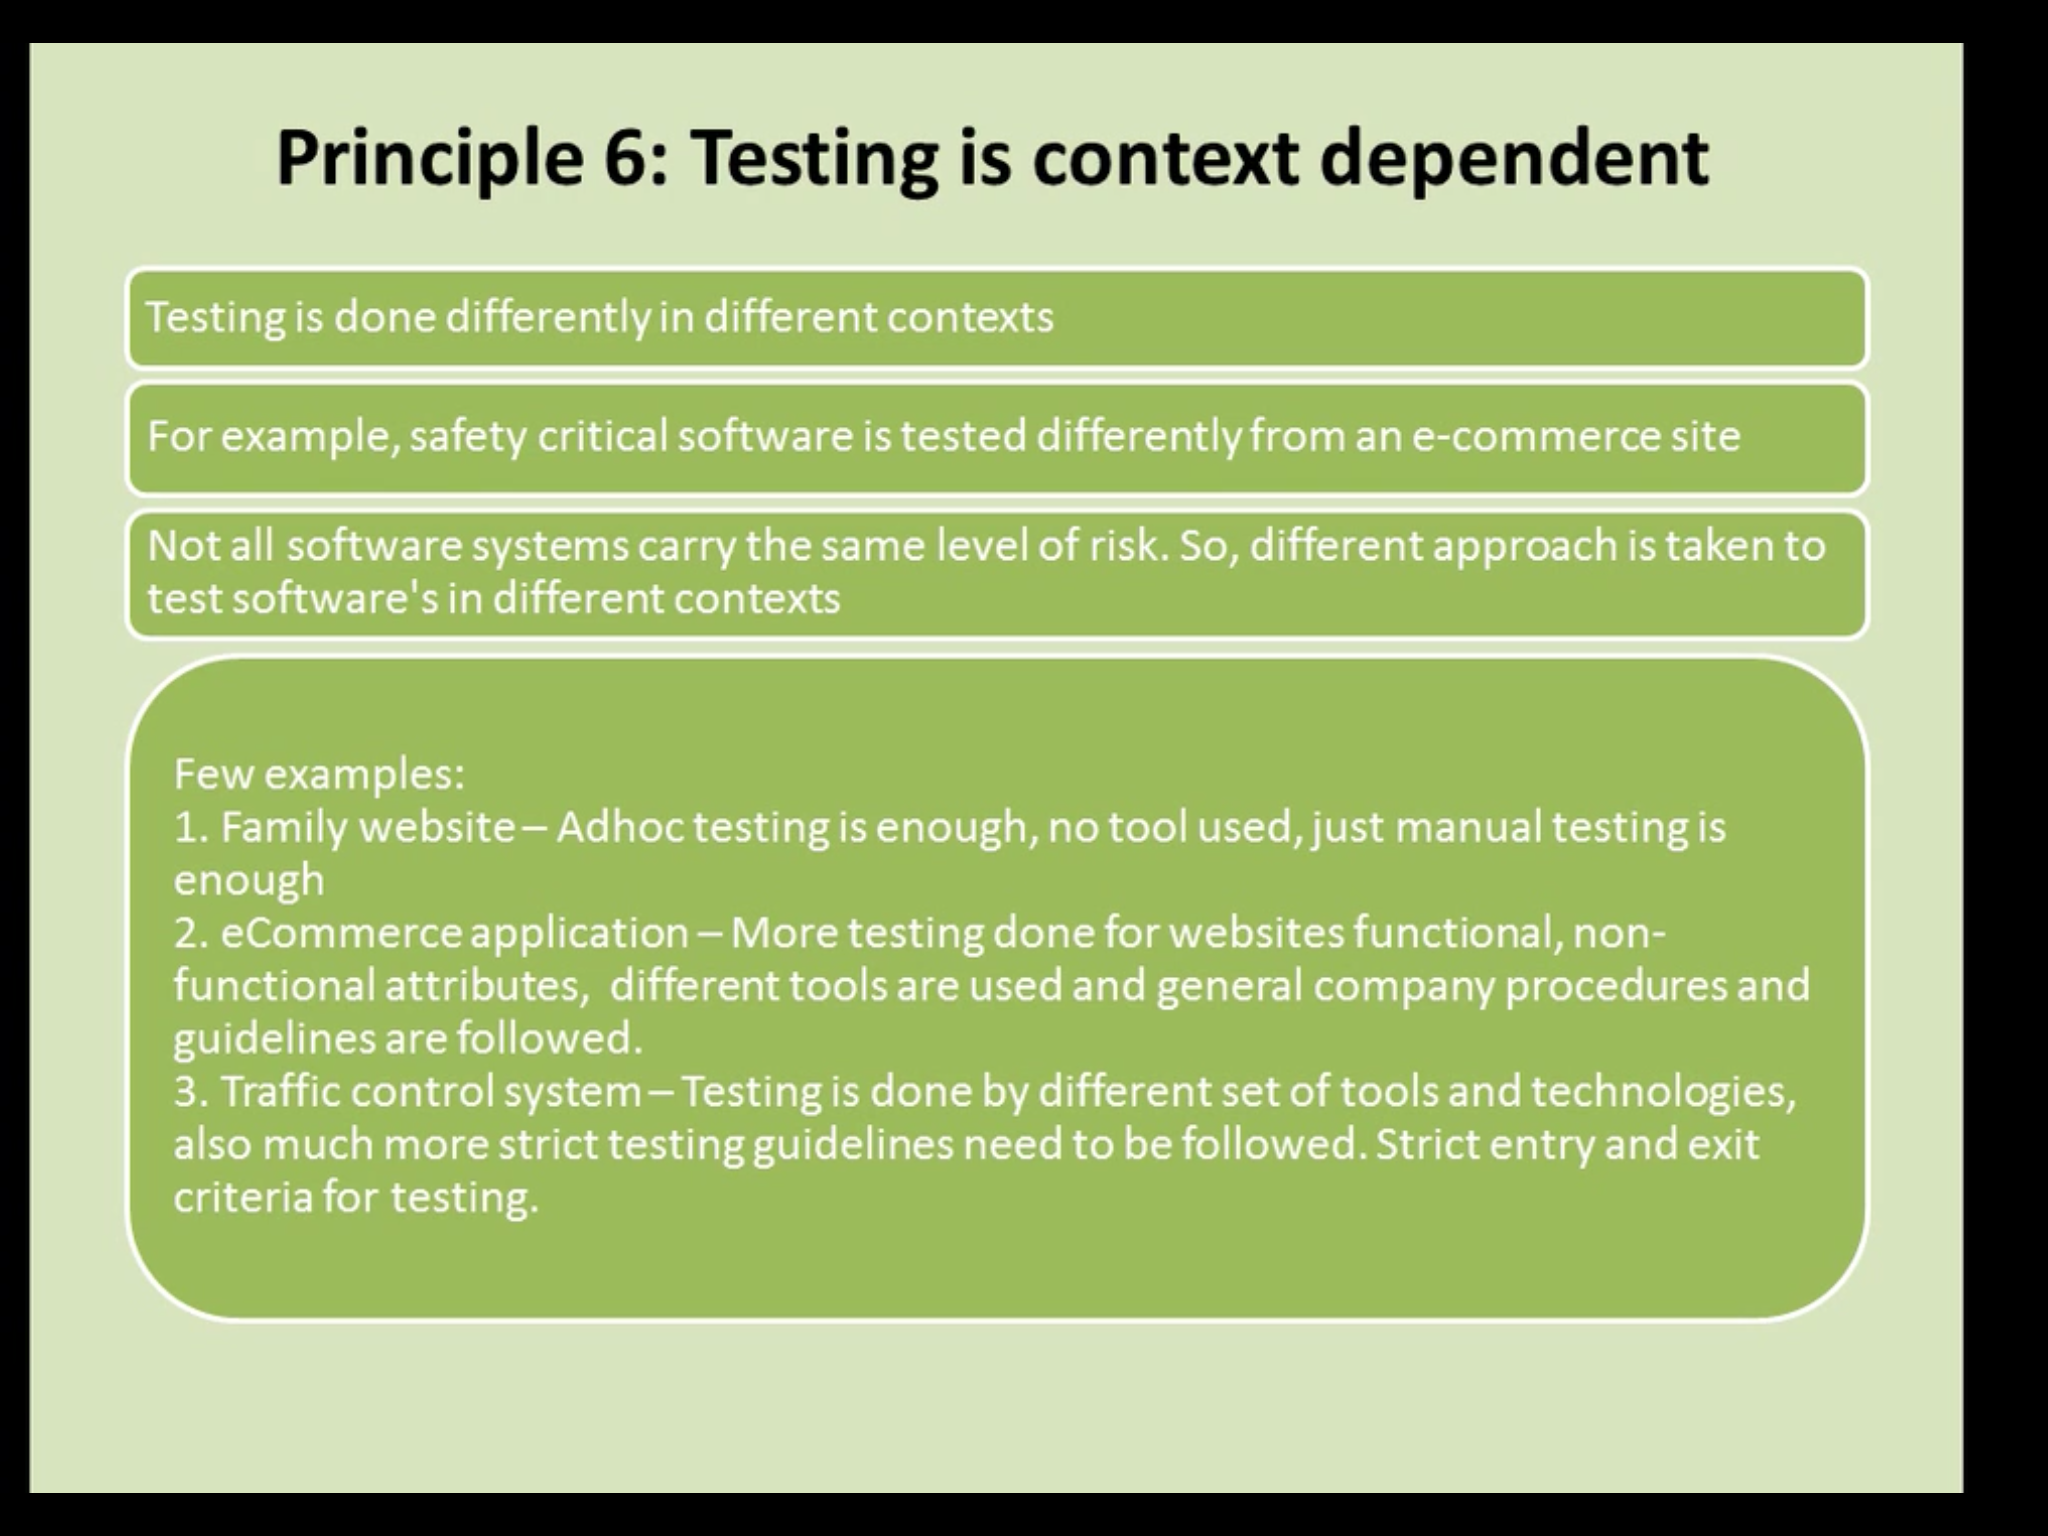 Principle 6: Testing is context dependent
Testing is done differently in different contexts
For example, safety critical software is tested differently from an e-commerce site
Not all software systems carry the same level of risk. So, different approach is taken to
test software's in different contexts
Few examples:
1. Family website – Adhoc testing is enough, no tool used, just manual testing is
enough
2. eCommerce application – More testing done for websites functional, non-
functional attributes,  different tools are used and general company procedures and
guidelines are followed.
3. Traffic control system – Testing is done by different set of tools and technologies,
also much more strict testing guidelines need to be followed. Strict entry and exit
criteria for testing.